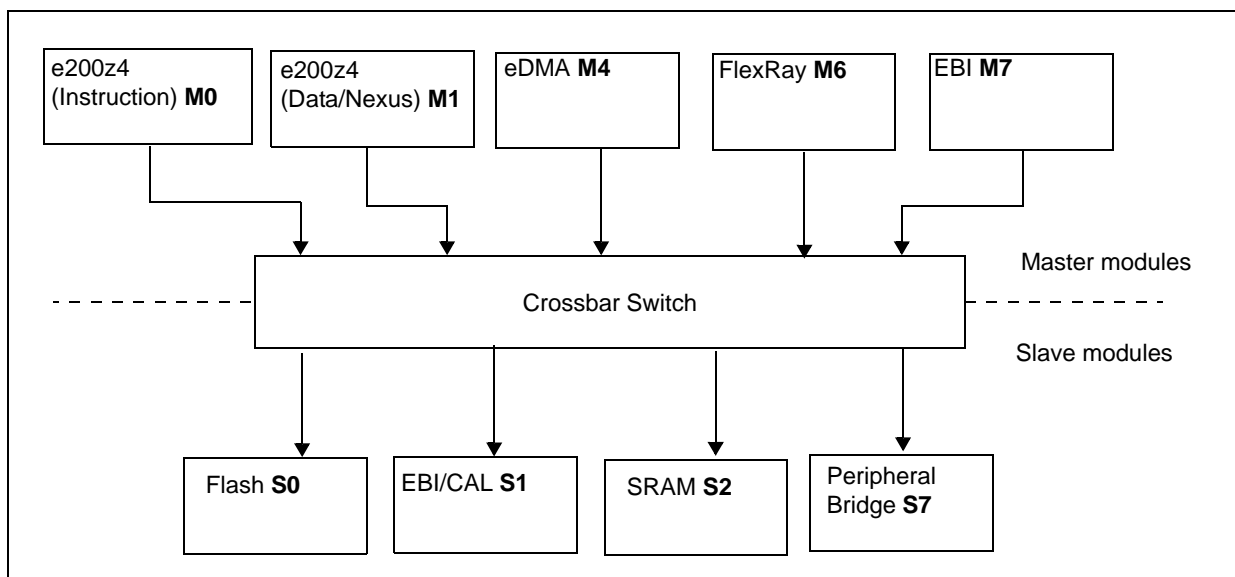 e200z4
(Instruction) M0
e200z4
(Data/Nexus) M1
eDMA M4
FlexRay M6
EBI M7
Master modules
Crossbar Switch
Slave modules
Flash S0
EBI/CAL S1
SRAM S2
Peripheral
Bridge S7